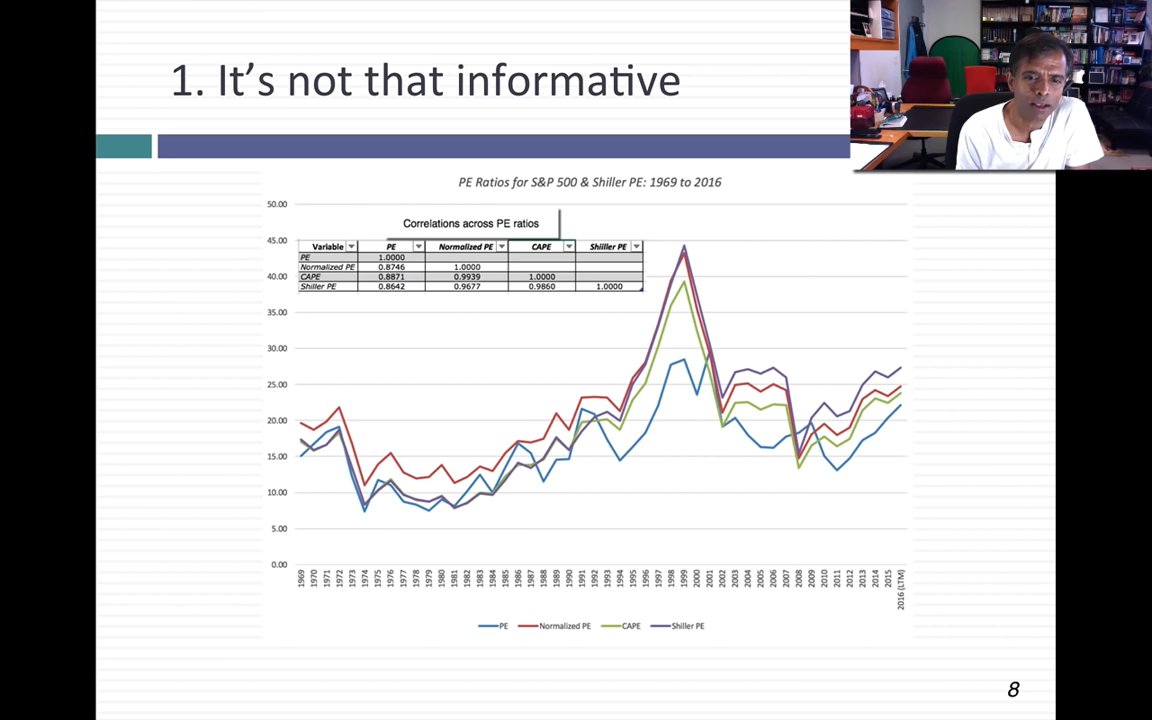 1. It's not that informative
PE Ratios for S&P 500 & Shiller PE: 1969 to 2016
50.00
45.00
40.00
35.00
30.00
25.00
20.00
15.00
10.00
5.00
0.00
Correlations across PE ratios
Variable PE Normalized PE CAPE Shiiller PE
PE 1.0000
Normalized PE 0.8746 1.0000
CAPE 0.8871 0.9939 1.0000
Shiller PE 0.8642 0.9677 0.9860 1.0000
1969 1970 1971 1972 1973 1974 1975 1976 1977 1978 1979 1980 1981 1982 1983 1984 1985 1986 1987 1988 1989 1990 1991 1992 1993 1994 1995 1996 1997 1998 1999 2000 2001 2002 2003 2004 2005 2006 2007 2008 2009 2010 2011 2012 2013 2014 2015 2016 (LTM)
PE Normalized PE CAPE Shiller PE
8